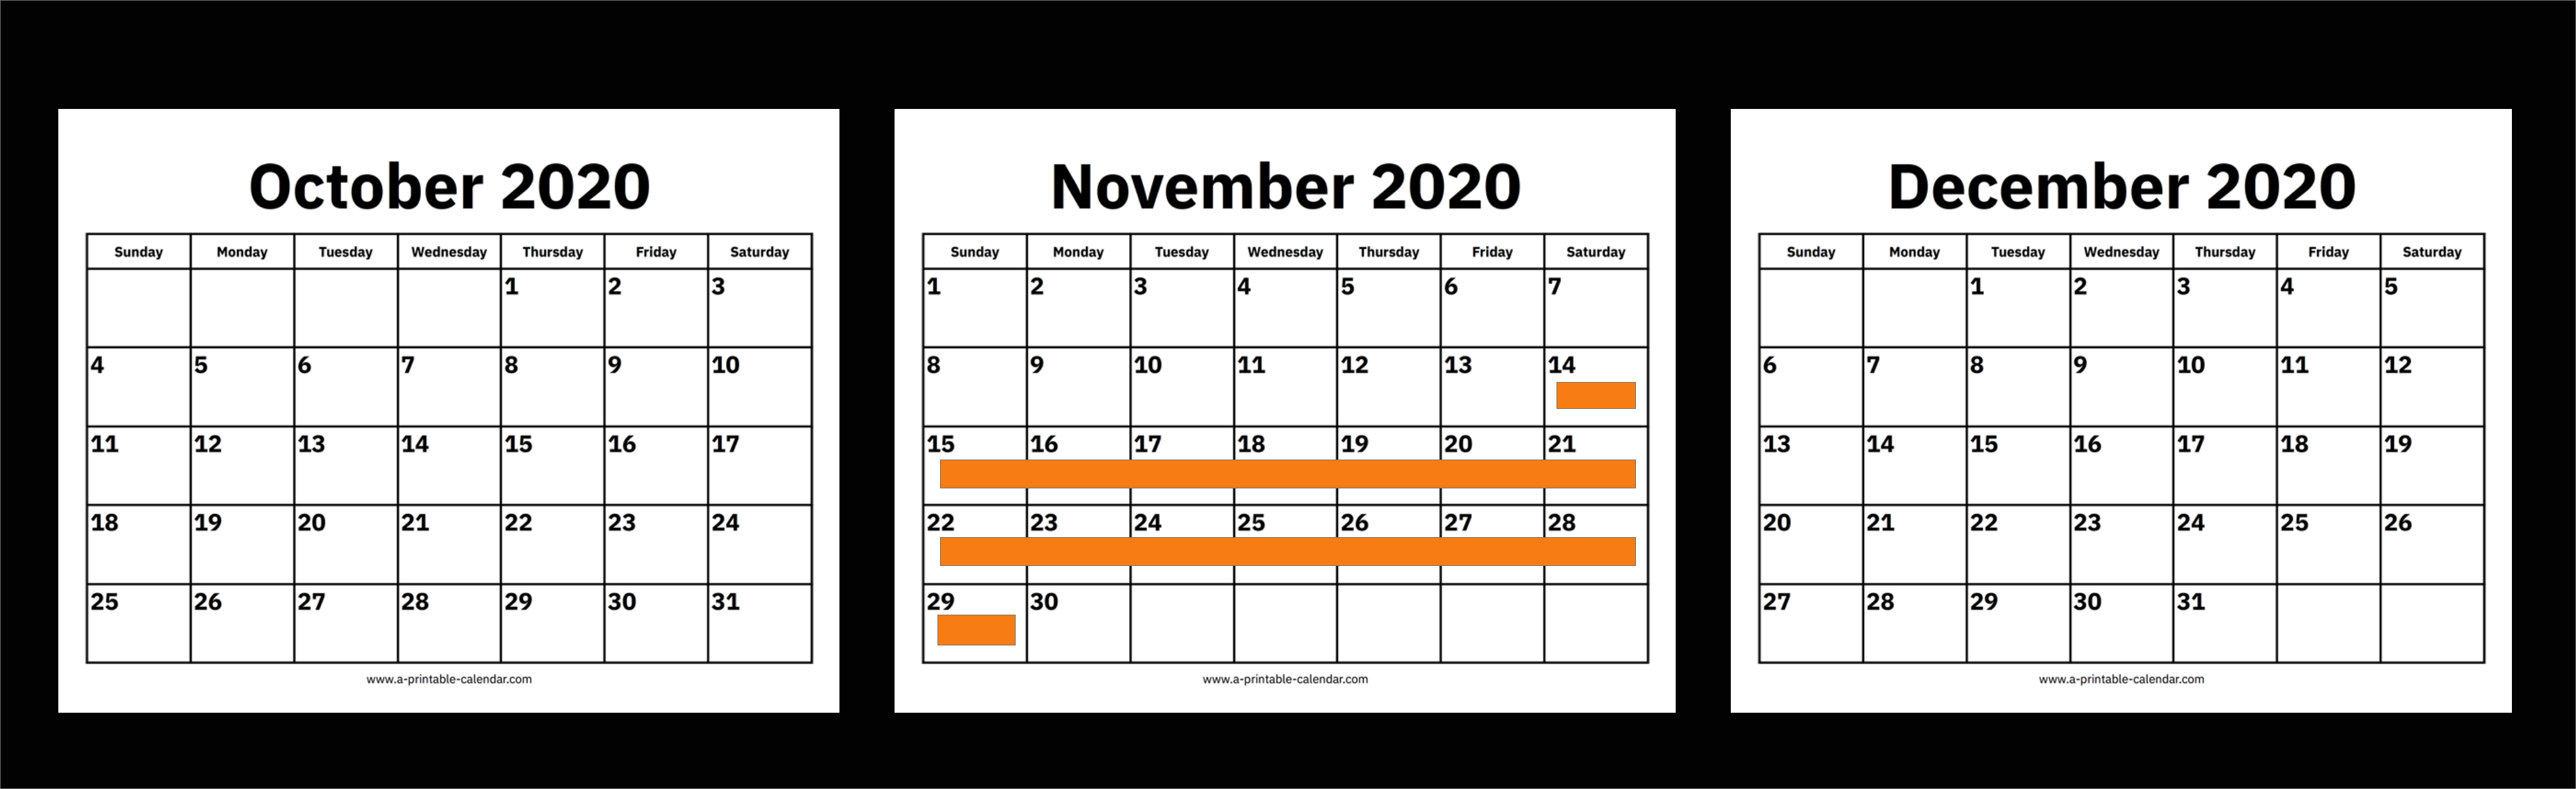 October 2020
Sunday Monday Tuesday Wednesday Thursday Friday Saturday
1 2 3
4 5 6 7 8 9 10
11 12 13 14 15 16 17
18 19 20 21 22 23 24
25 26 27 28 29 30 31
www.a-printable-calendar.com
November 2020
Sunday Monday Tuesday Wednesday Thursday Friday Saturday
1 2 3 4 5 6 7
8 9 10 11 12 13 14
15 16 17 18 19 20 21
22 23 24 25 26 27 28
29 30
www.a-printable-calendar.com
December 2020
Sunday Monday Tuesday Wednesday Thursday Friday Saturday
1 2 3 4 5
6 7 8 9 10 11 12
13 14 15 16 17 18 19
20 21 22 23 24 25 26
27 28 29 30 31
www.a-printable-calendar.com